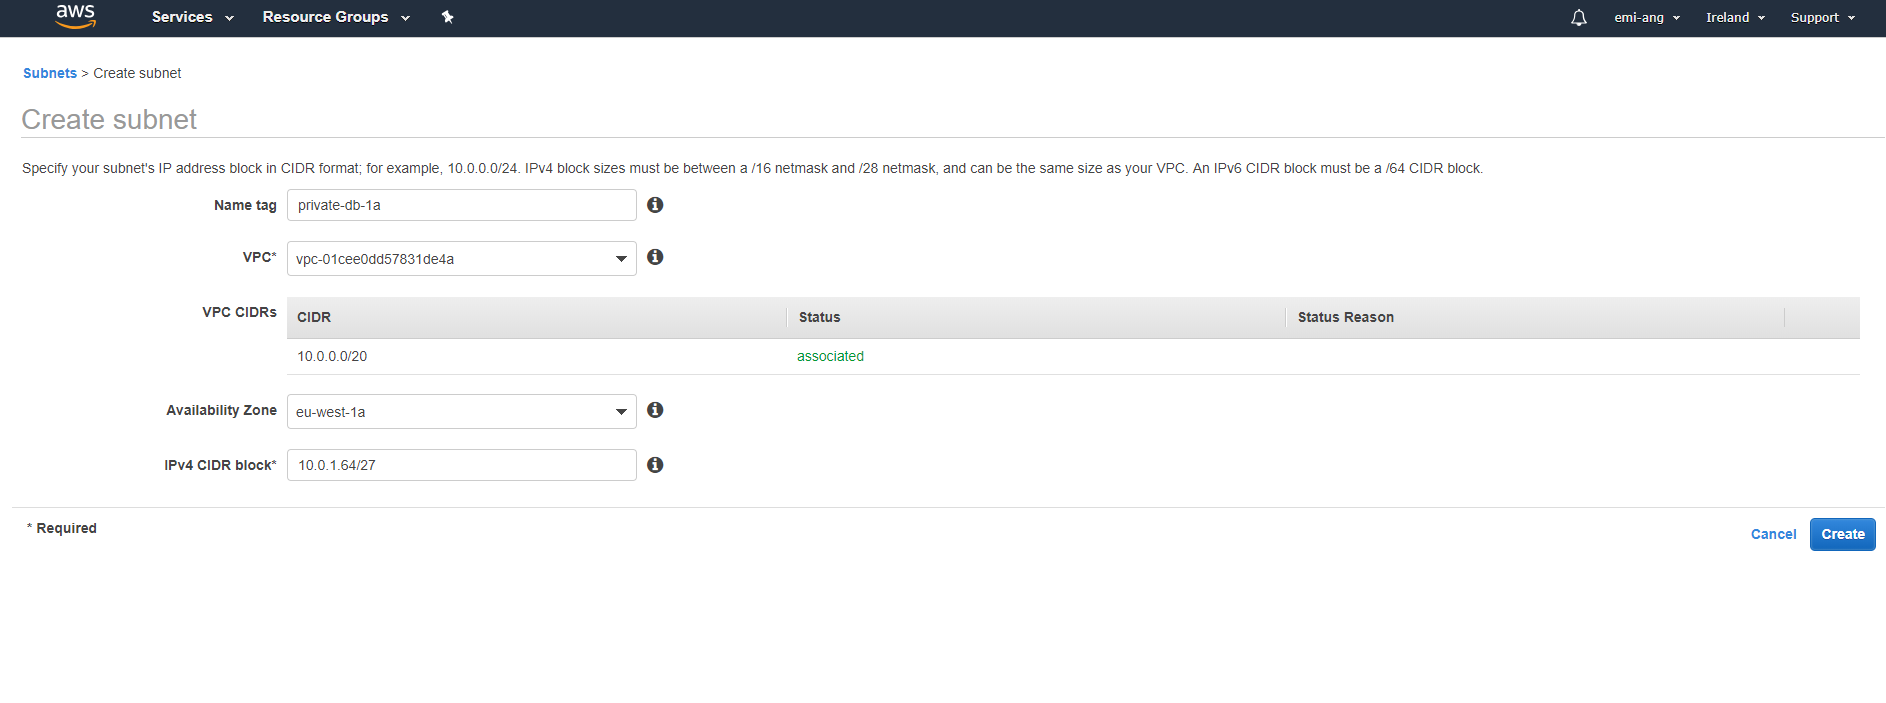 aws Services Resource Groups emi-ang Ireland Support
Subnets > Create subnet
Create subnet
Specify your subnet's IP address block in CIDR format; for example, 10.0.0.0/24. IPv4 block sizes must be between a /16 netmask and /28 netmask, and can be the same size as your VPC. An IPv6 CIDR block must be a /64 CIDR block.
Name tag private-db-1a
VPC* vpc-01cee0dd57831de4a
VPC CIDRs CIDR Status Status Reason
10.0.0.0/20 associated
Availability Zone eu-west-1a
IPv4 CIDR block* 10.0.1.64/27
* Required
Cancel Create